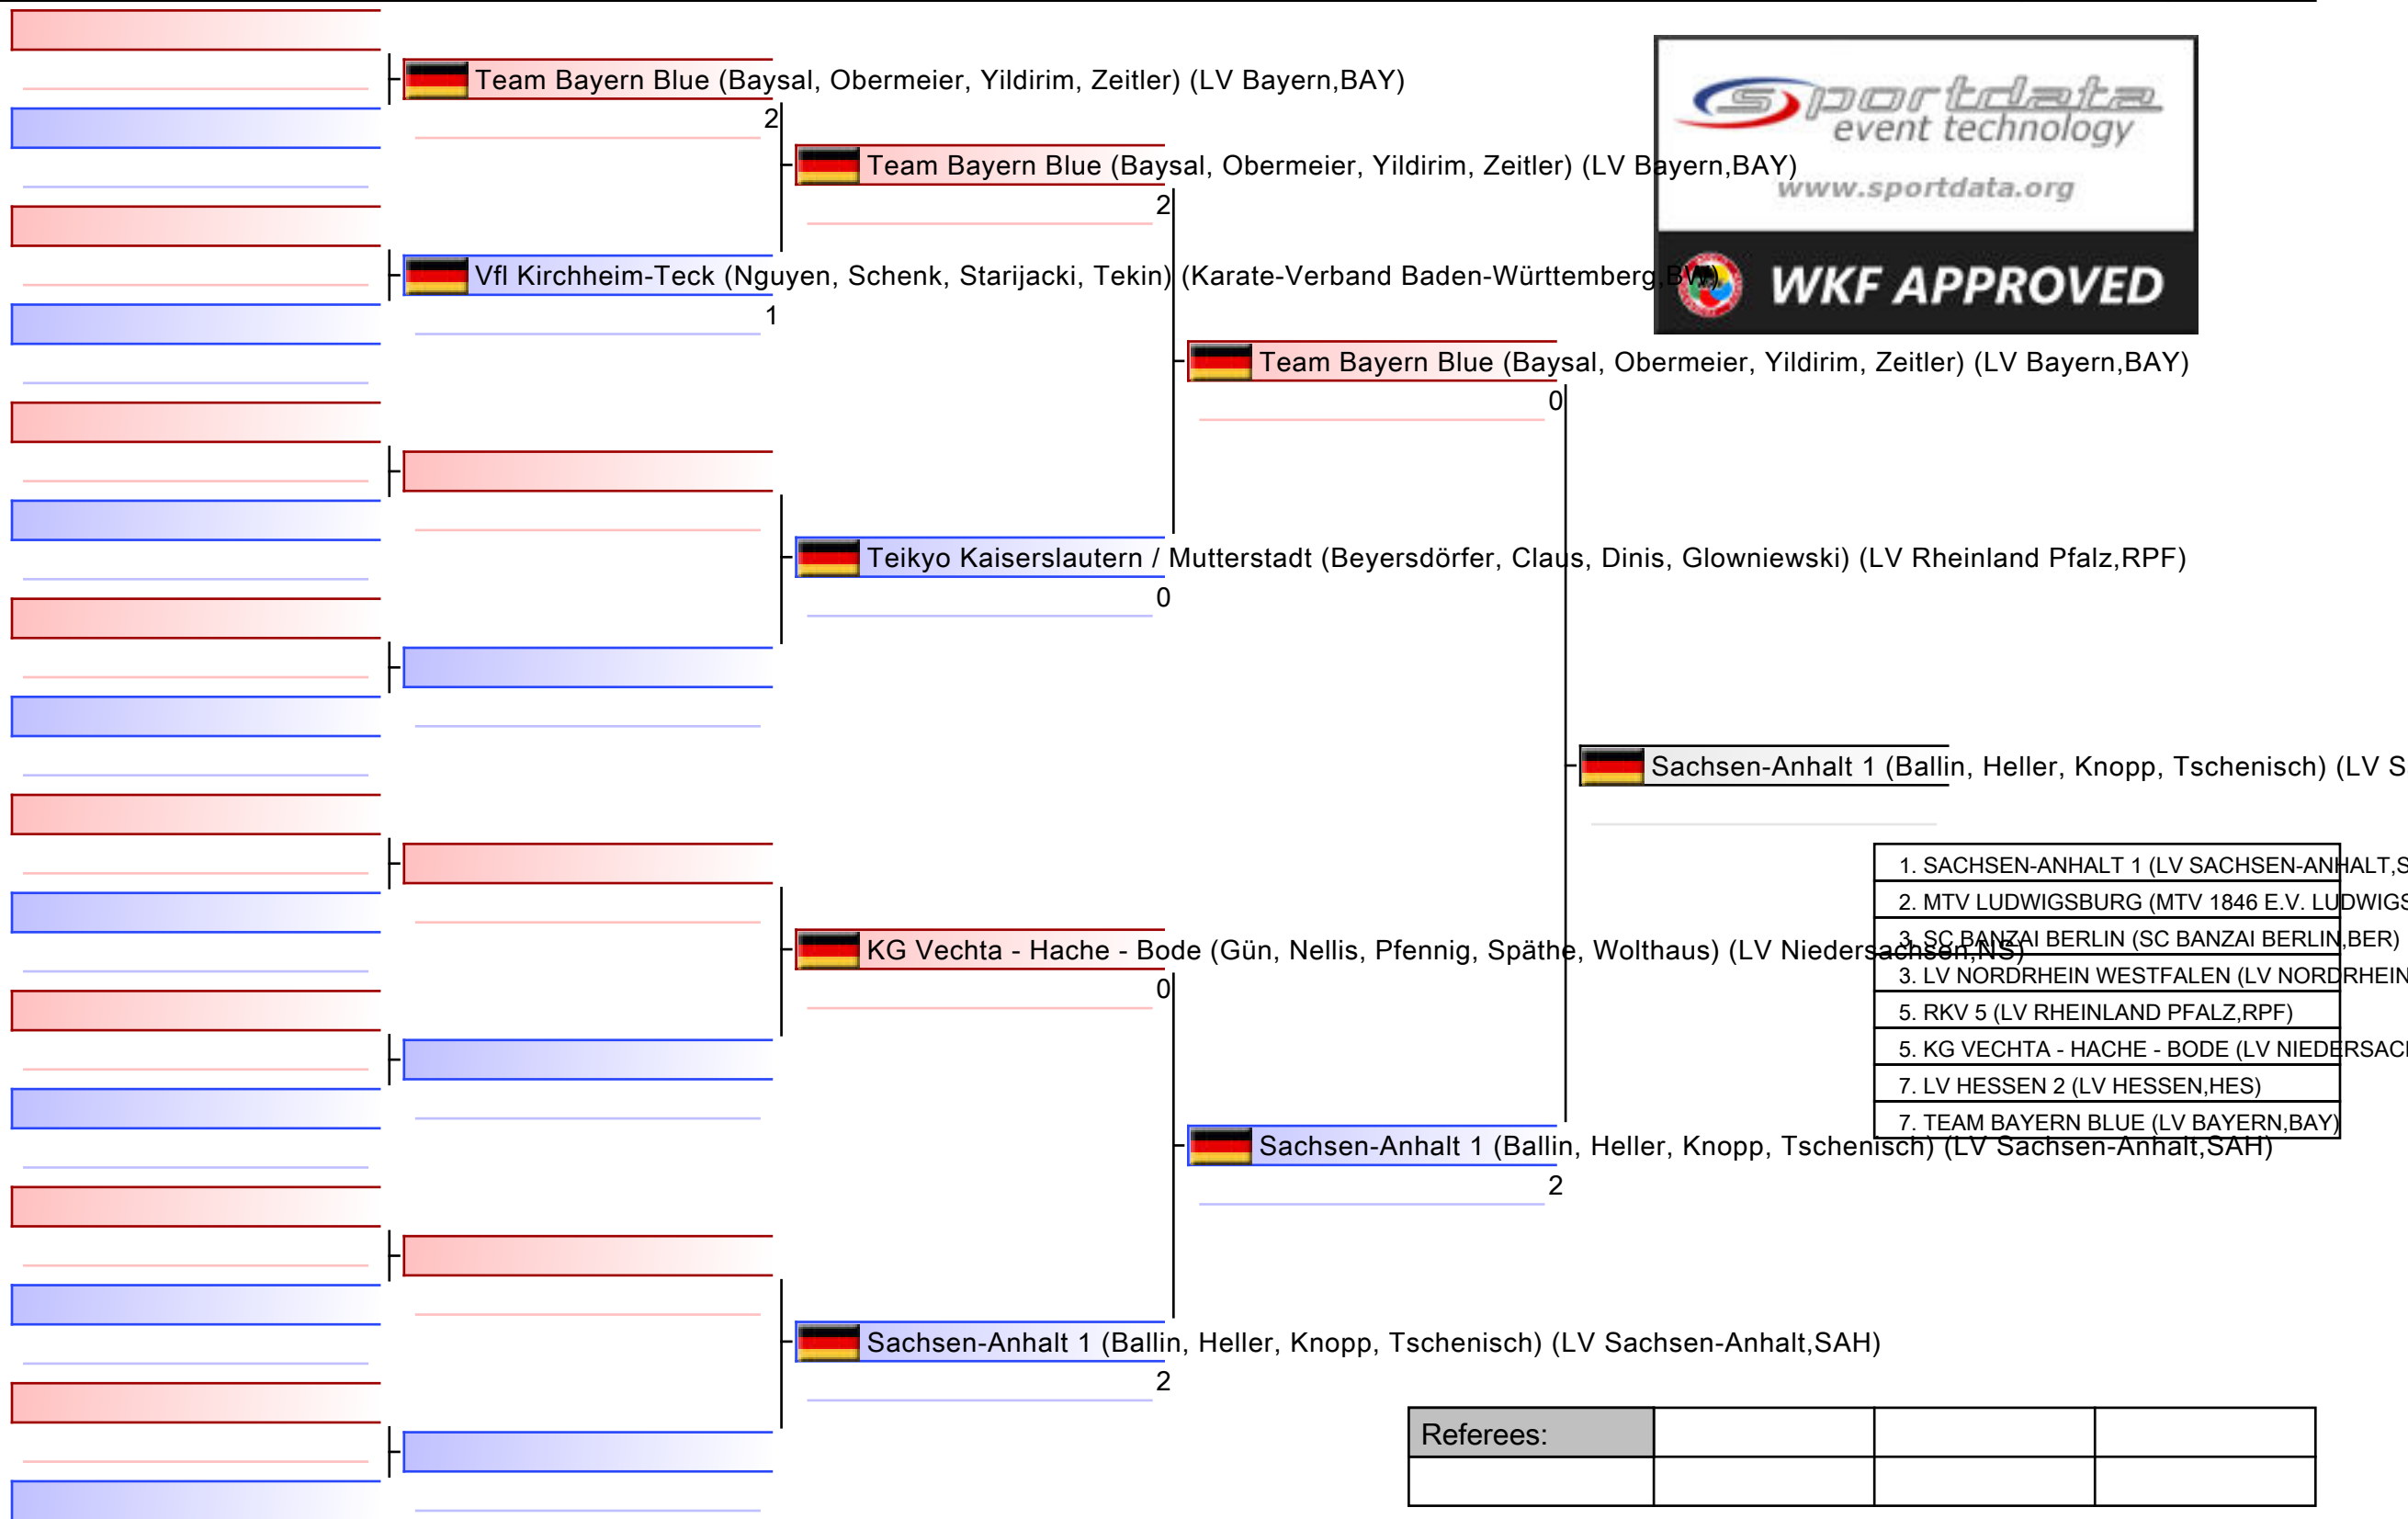 Team Bayern Blue (Baysal, Obermeier, Yildirim, Zeitler) (LV Bayern,BAY)
2
Team Bayern Blue (Baysal, Obermeier, Yildirim, Zeitler) (LV Bayern,BAY)
2
sportdata
event technology
www.sportdata.org
WKF APPROVED
Vfl Kirchheim-Teck (Nguyen, Schenk, Starijacki, Tekin) (Karate-Verband Baden-Württemberg,BW)
1
Team Bayern Blue (Baysal, Obermeier, Yildirim, Zeitler) (LV Bayern,BAY)
0
Teikyo Kaiserslautern / Mutterstadt (Beyersdörfer, Claus, Dinis, Glowniewski) (LV Rheinland Pfalz,RPF)
0
Sachsen-Anhalt 1 (Ballin, Heller, Knopp, Tschenisch) (LV S
KG Vechta - Hache - Bode (Gün, Nellis, Pfennig, Späthe, Wolthaus) (LV Niedersachsen,NS)
0
1. SACHSEN-ANHALT 1 (LV SACHSEN-ANHALT,S
2. MTV LUDWIGSBURG (MTV 1846 E.V. LUDWIGS
3. SC BANZAI BERLIN (SC BANZAI BERLIN,BER)
3. LV NORDRHEIN WESTFALEN (LV NORDRHEIN
5. RKV 5 (LV RHEINLAND PFALZ,RPF)
5. KG VECHTA - HACHE - BODE (LV NIEDERSACH
7. LV HESSEN 2 (LV HESSEN,HES)
7. TEAM BAYERN BLUE (LV BAYERN,BAY)
Sachsen-Anhalt 1 (Ballin, Heller, Knopp, Tschenisch) (LV Sachsen-Anhalt,SAH)
2
Sachsen-Anhalt 1 (Ballin, Heller, Knopp, Tschenisch) (LV Sachsen-Anhalt,SAH)
2
Referees: